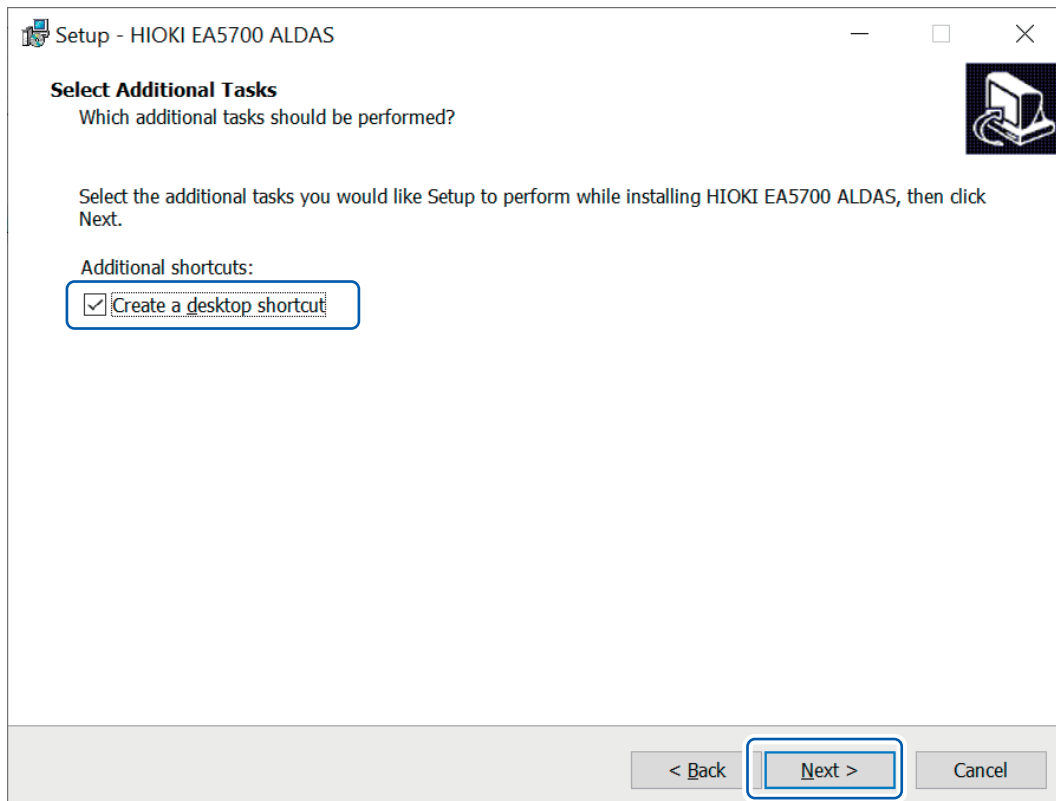 Setup - HIOKI EA5700 ALDAS
Select Additional Tasks
Which additional tasks should be performed?
Select the additional tasks you would like Setup to perform while installing HIOKI EA5700 ALDAS, then click
Next.
Additional shortcuts:
Create a desktop shortcut
< Back
Next >
Cancel